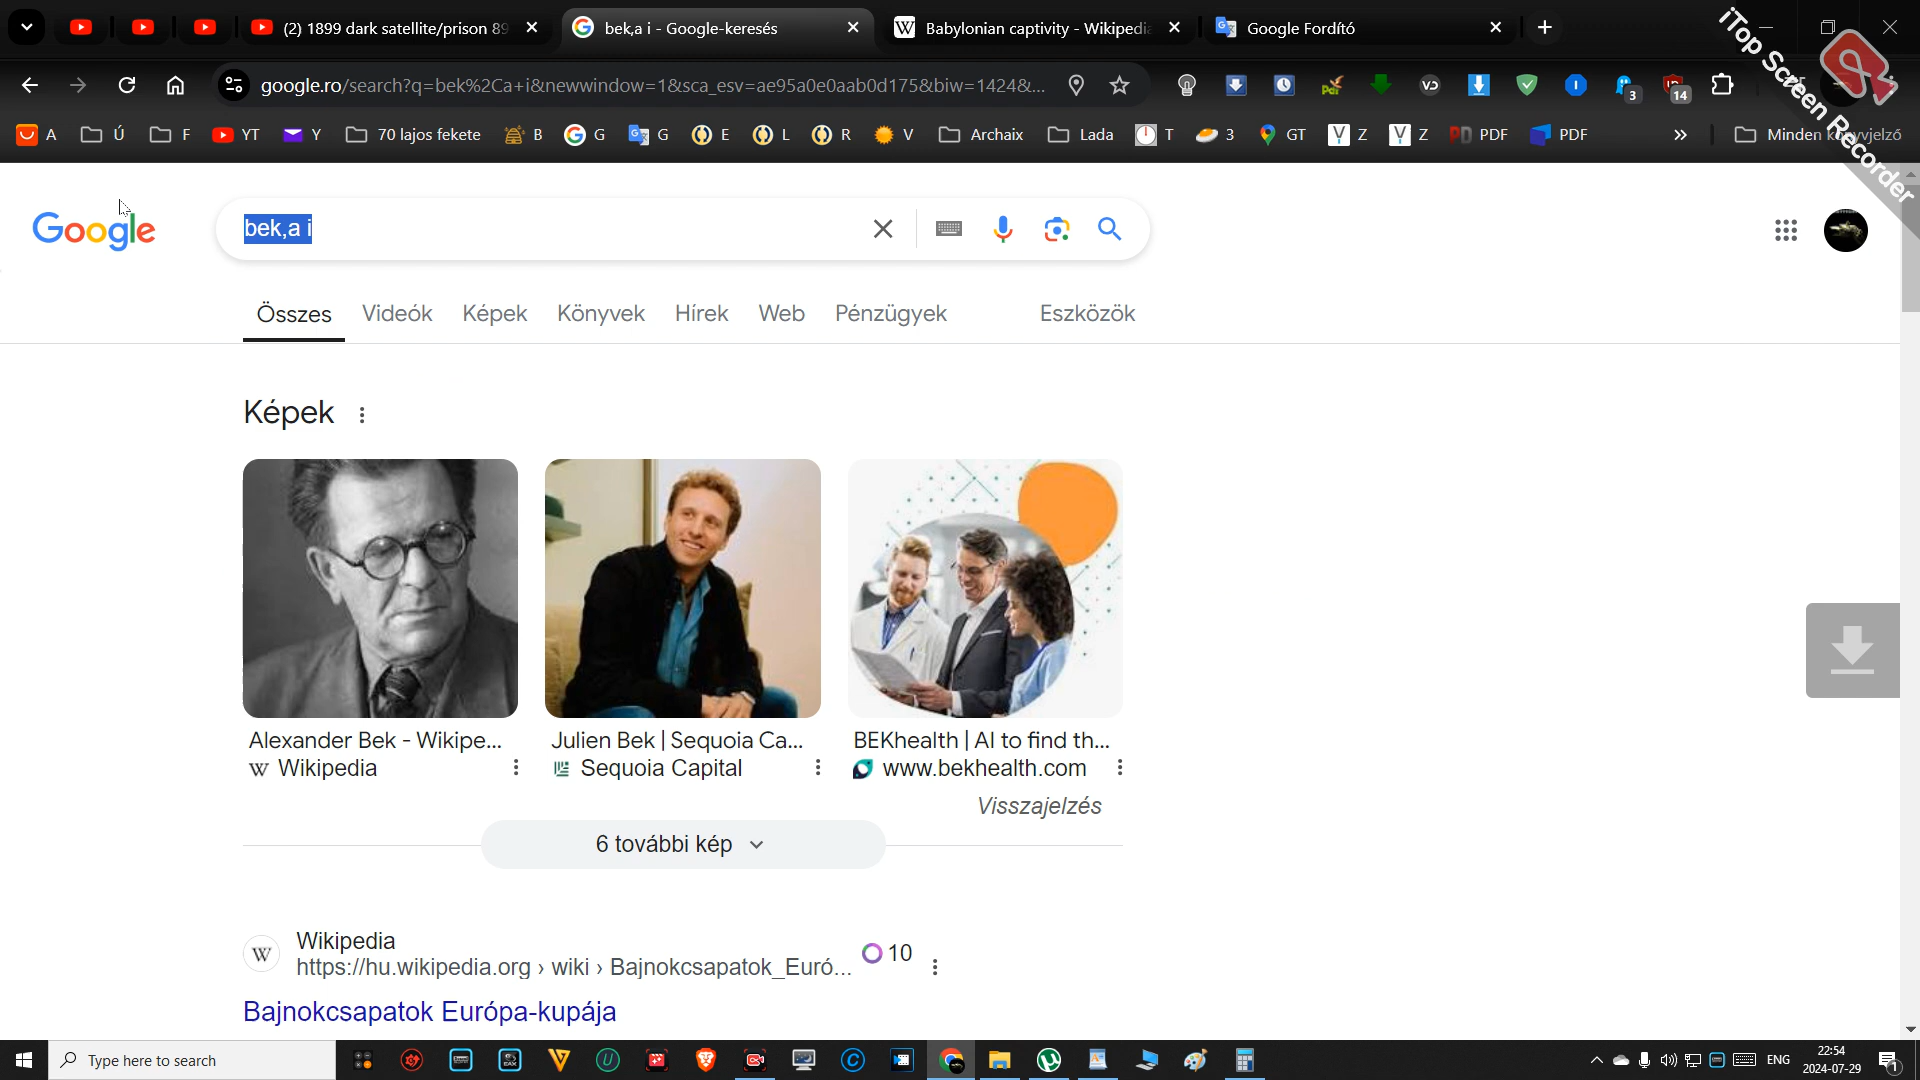 (2) 1899 dark satellite/prison 89
bek,a i - Google-keresés
Babylonian captivity - Wikipedia
Google Fordító
iTop Screen Recorder
google.ro/search?q=bek%2Ca+i&newwindow=1&sca_esv=ae95a0e0aab0d175&biw=1424&...
3
14
A
Ú
F
YT
Y
70 lajos fekete
B
G
G
E
L
R
V
Archaix
Lada
T
3
GT
Z
Z
PDF
PDF
»
Minden könyvjelző
Google
bek,a i
Összes
Videók
Képek
Könyvek
Hírek
Web
Pénzügyek
Eszközök
Képek
Alexander Bek - Wikipe...
Wikipedia
Julien Bek | Sequoia Ca...
Sequoia Capital
BEKhealth | AI to find th...
www.bekhealth.com
Visszajelzés
6 további kép
Wikipedia
https://hu.wikipedia.org › wiki › Bajnokcsapatok_Euró...
10
Bajnokcsapatok Európa-kupája
Type here to search
ENG
22:54
2024-07-29
1